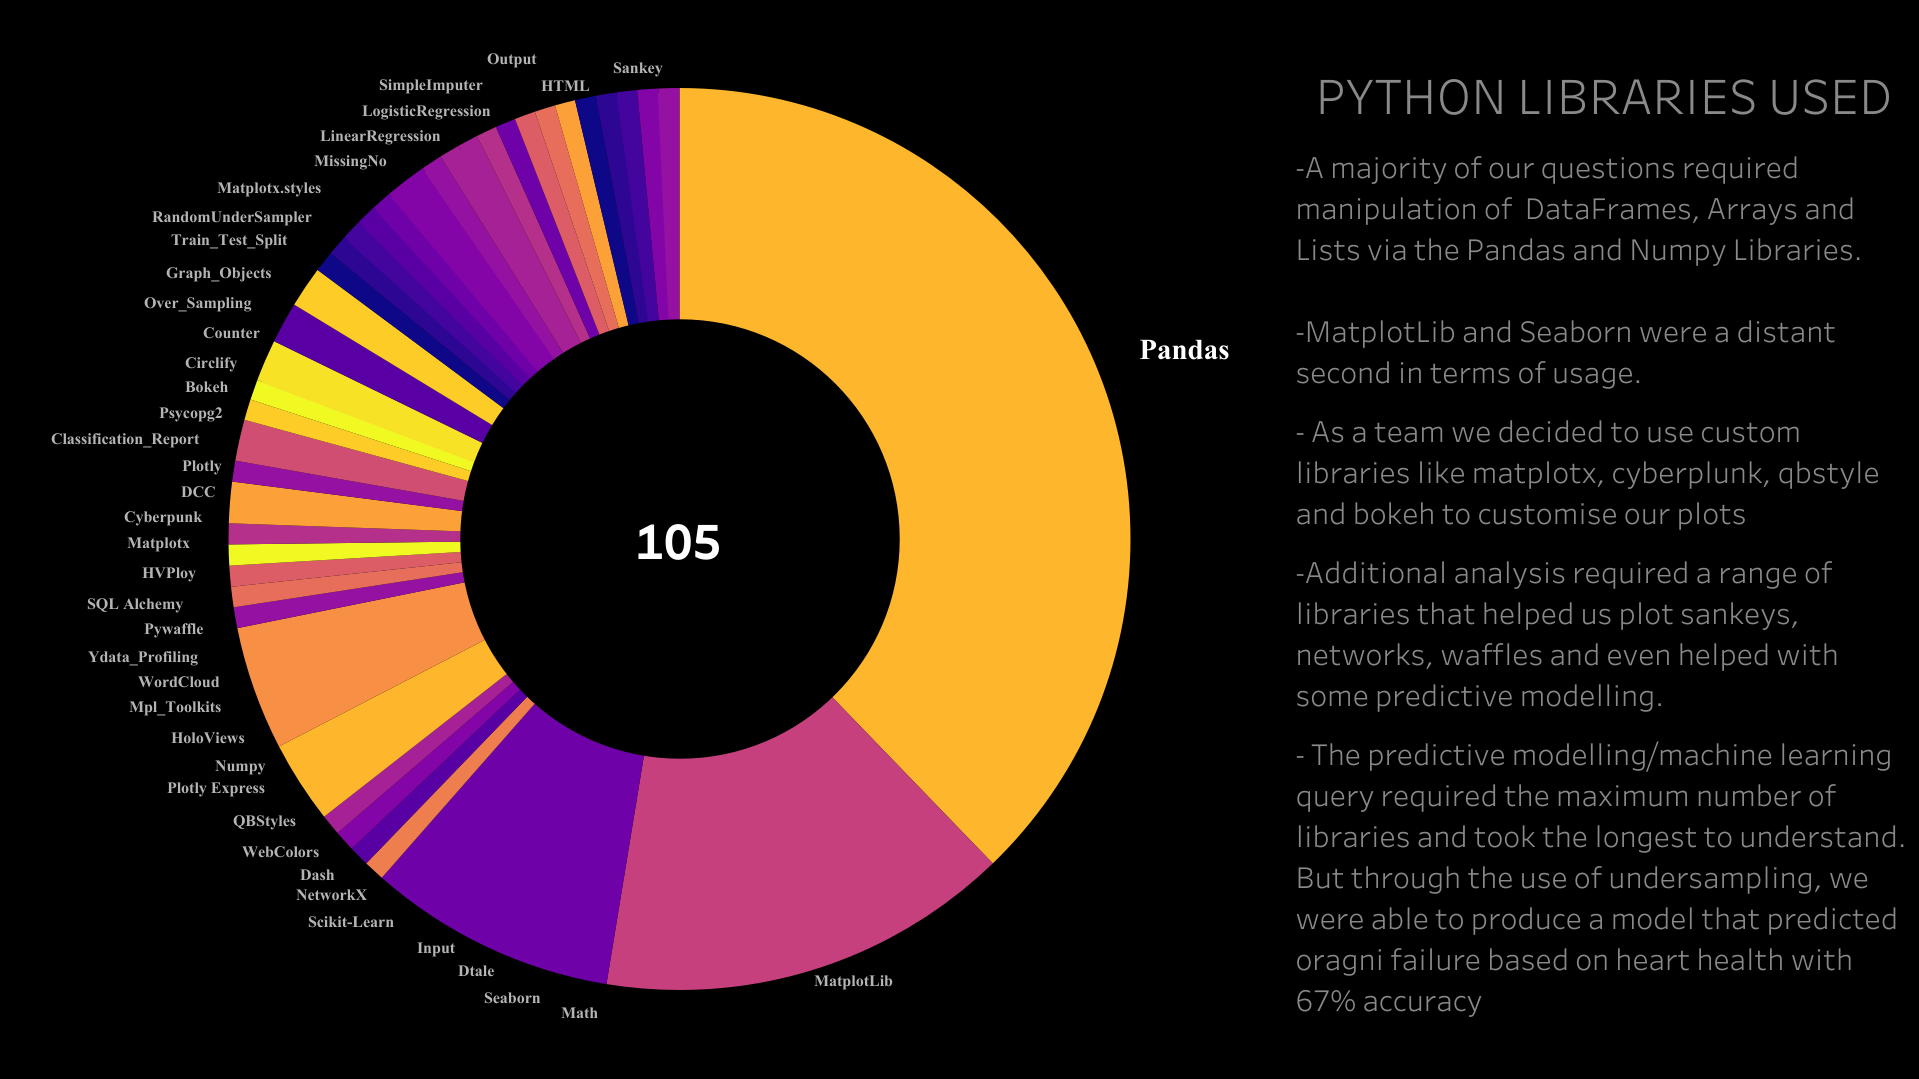 Output
Sankey
SimpleImputer
HTML
LogisticRegression
LinearRegression
MissingNo
Matplotx.styles
RandomUnderSampler
Train_Test_Split
Graph_Objects
Over_Sampling
Counter
Circlify
Bokeh
Psycopg2
Classification_Report
Plotly
DCC
Cyberpunk
Matplotx
HVPloy
SQL Alchemy
Pywaffle
Ydata_Profiling
WordCloud
Mpl_Toolkits
HoloViews
Numpy
Plotly Express
QBStyles
WebColors
Dash
NetworkX
Scikit-Learn
Input
Dtale
Seaborn
Math
MatplotLib
Pandas
105
PYTHON LIBRARIES USED
-A majority of our questions required
manipulation of  DataFrames, Arrays and
Lists via the Pandas and Numpy Libraries.
-MatplotLib and Seaborn were a distant
second in terms of usage.
- As a team we decided to use custom
libraries like matplotx, cyberplunk, qbstyle
and bokeh to customise our plots
-Additional analysis required a range of
libraries that helped us plot sankeys,
networks, waffles and even helped with
some predictive modelling.
- The predictive modelling/machine learning
query required the maximum number of
libraries and took the longest to understand.
But through the use of undersampling, we
were able to produce a model that predicted
oragni failure based on heart health with
67% accuracy